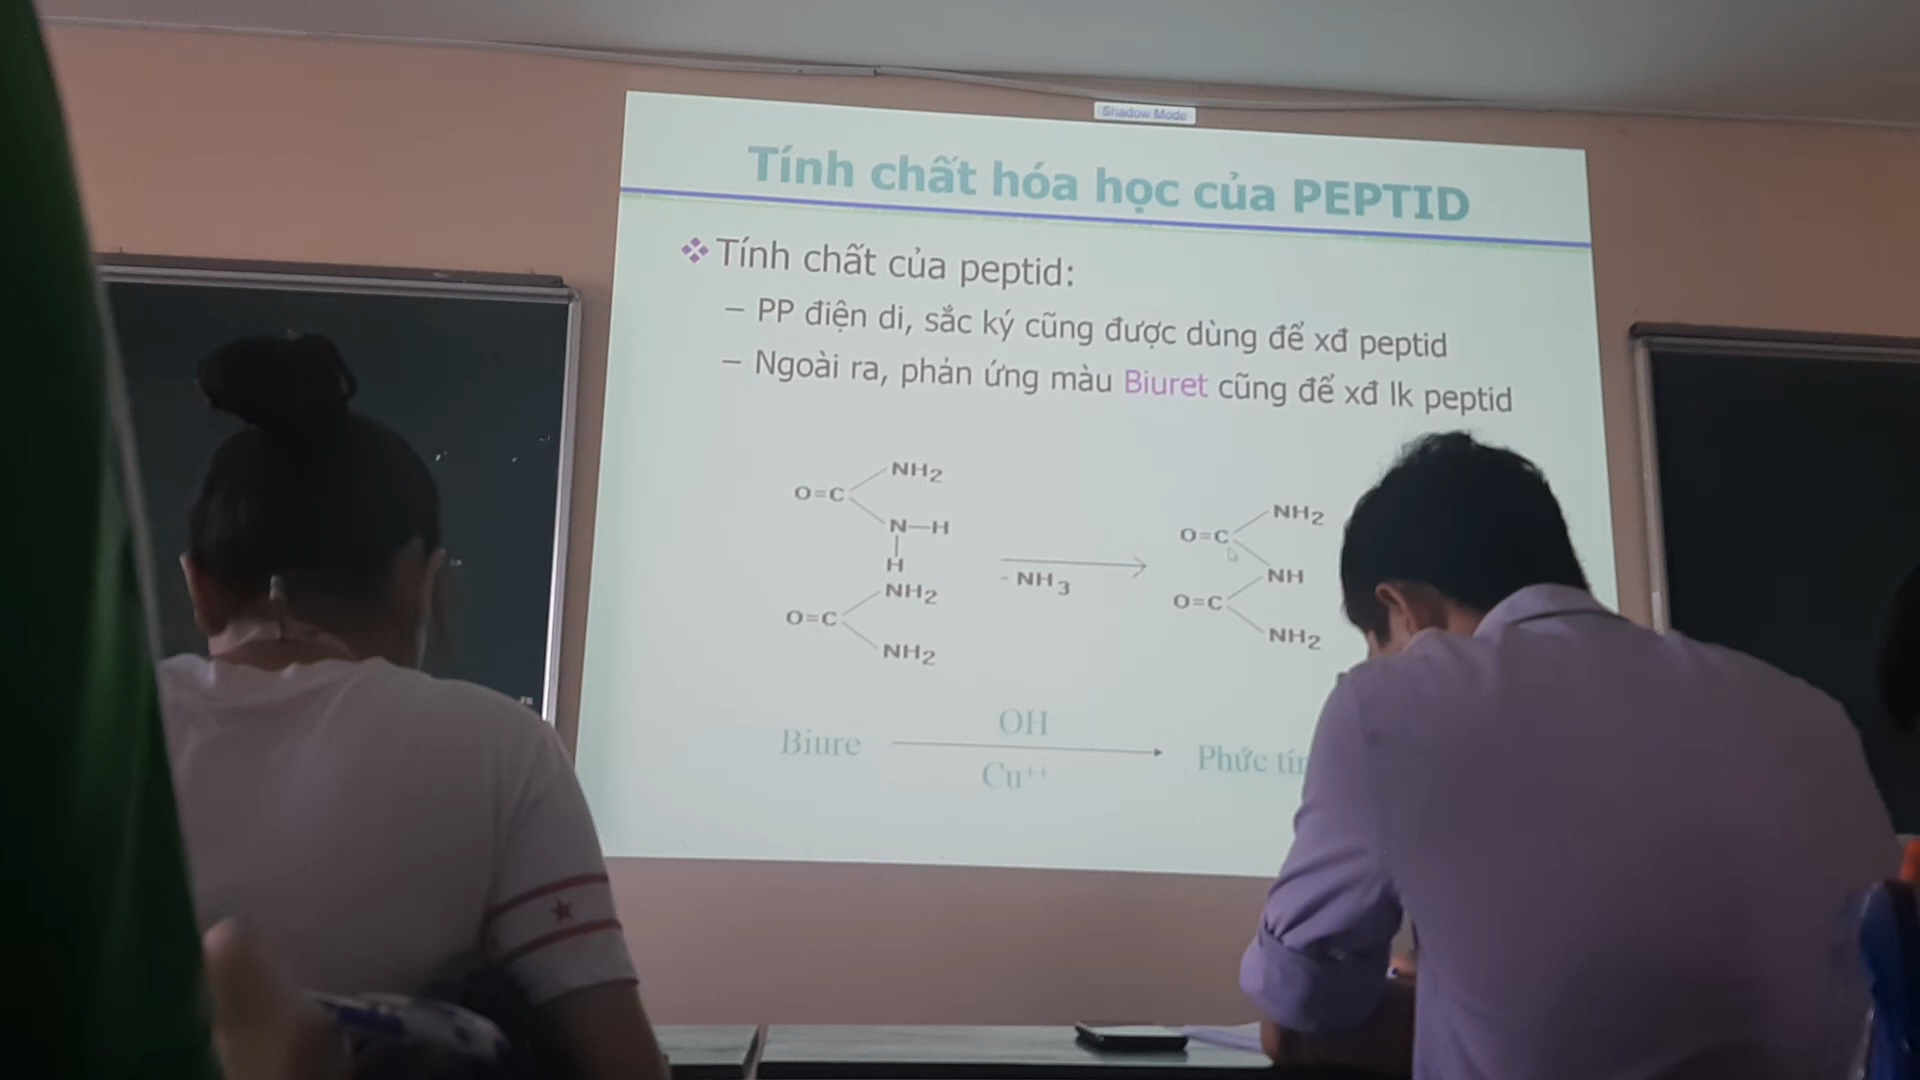 Shadow Mode
Tính chất hóa học của PEPTID
❖Tính chất của peptid:
– PP điện di, sắc ký cũng được dùng để xđ peptid
– Ngoài ra, phản ứng màu Biuret cũng để xđ lk peptid
NH2
O=C
N—H
H
NH2
O=C
NH2
- NH3
NH2
O=C
NH
O=C
NH2
OH
Biure
Cu++
Phức